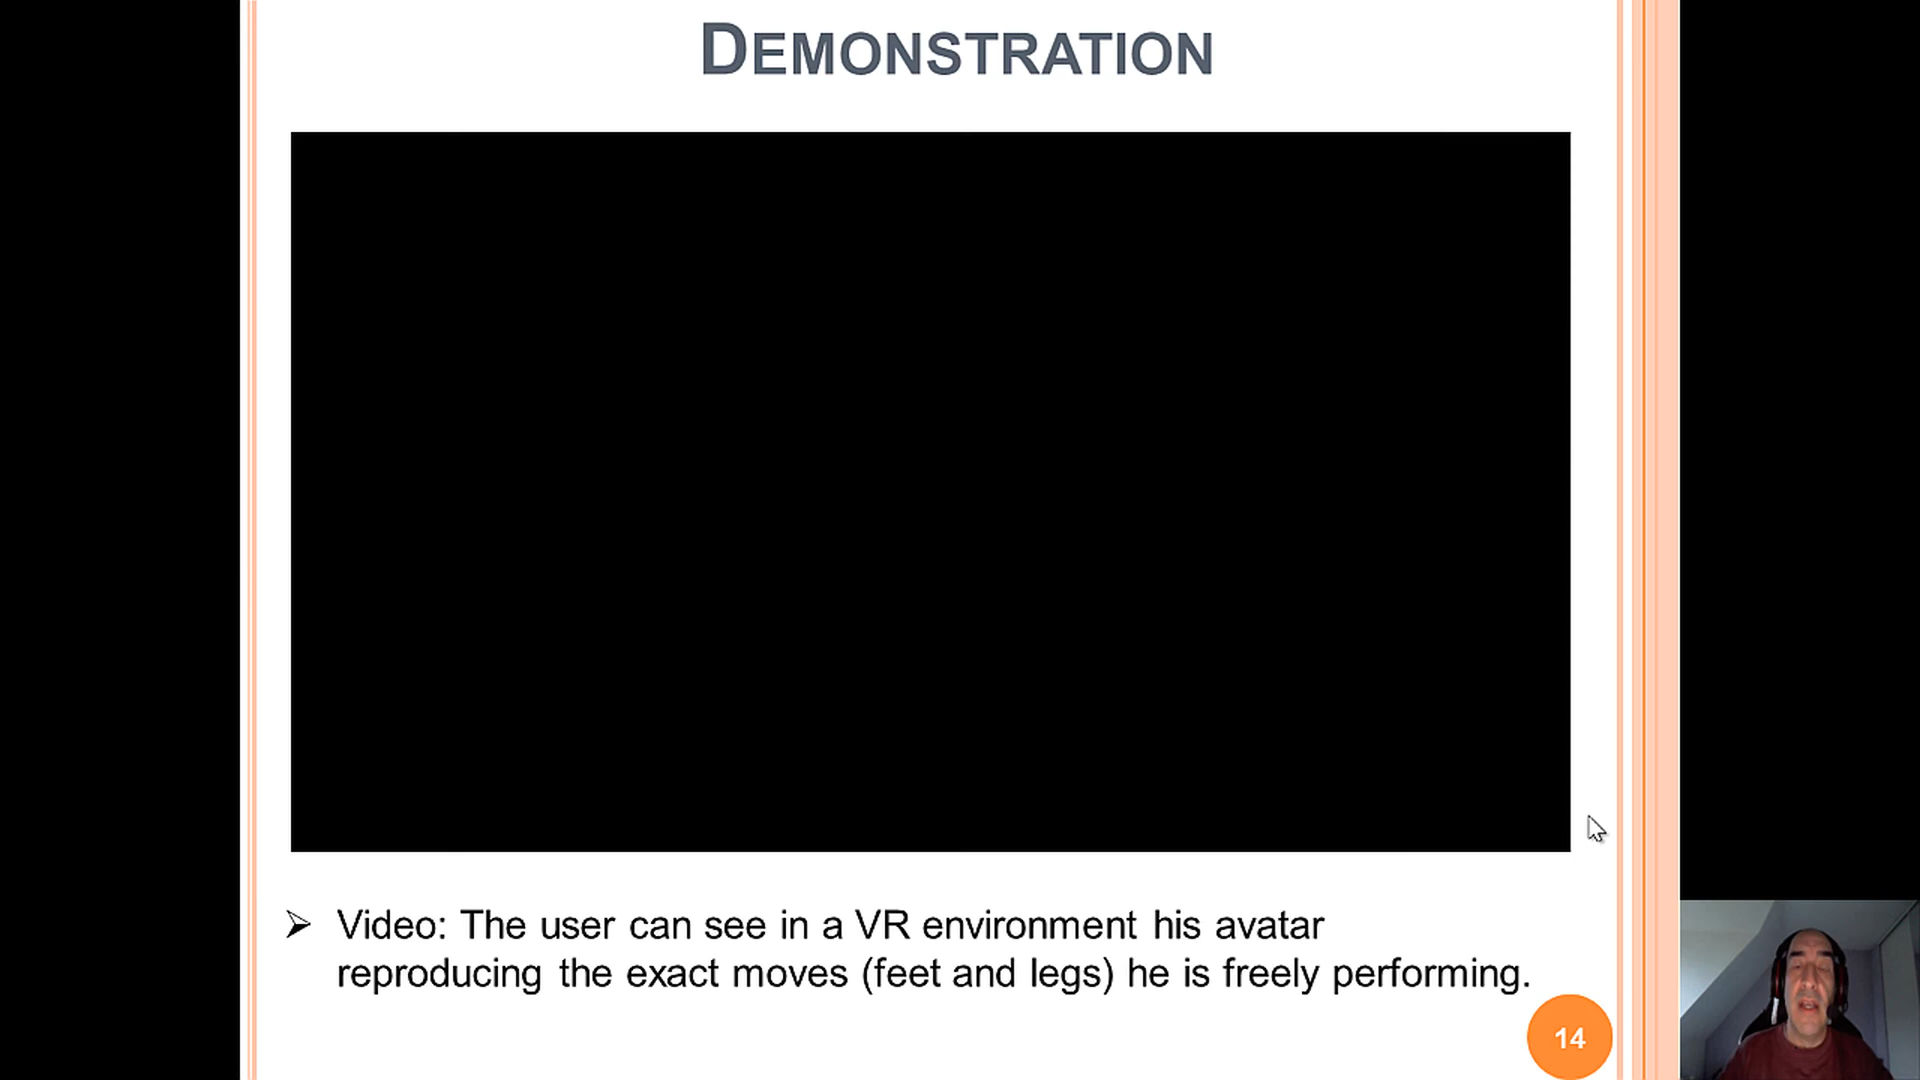 DEMONSTRATION
➢ Video: The user can see in a VR environment his avatar
reproducing the exact moves (feet and legs) he is freely performing.
14